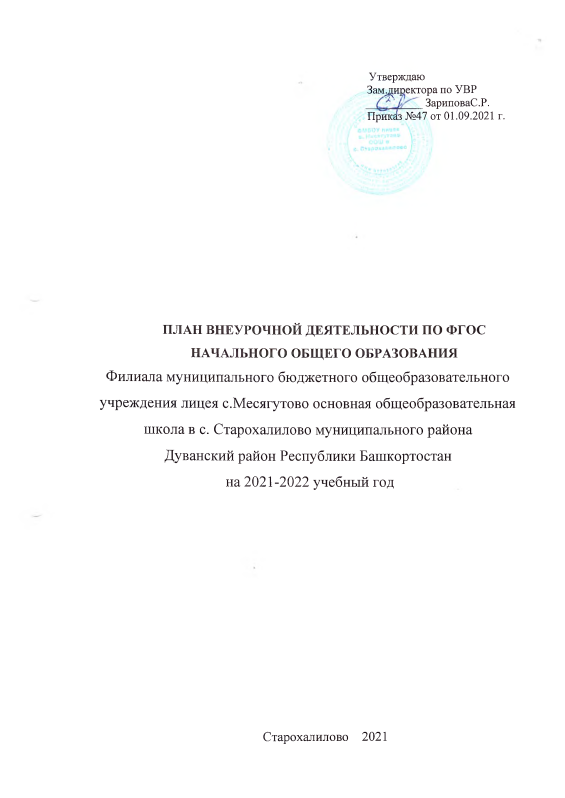 Утверждаю
Зам.директора по УВР
ЗариповаС.Р.
Приказ №47 от 01.09.2021 г.
ПЛАН ВНЕУРОЧНОЙ ДЕЯТЕЛЬНОСТИ ПО ФГОС
НАЧАЛЬНОГО ОБЩЕГО ОБРАЗОВАНИЯ
Филиала муниципального бюджетного общеобразовательного
учреждения лицея с.Месягутово основная общеобразовательная
школа в с. Старохалилово муниципального района
Дуванский район Республики Башкортостан
на 2021-2022 учебный год
Старохалилово 2021